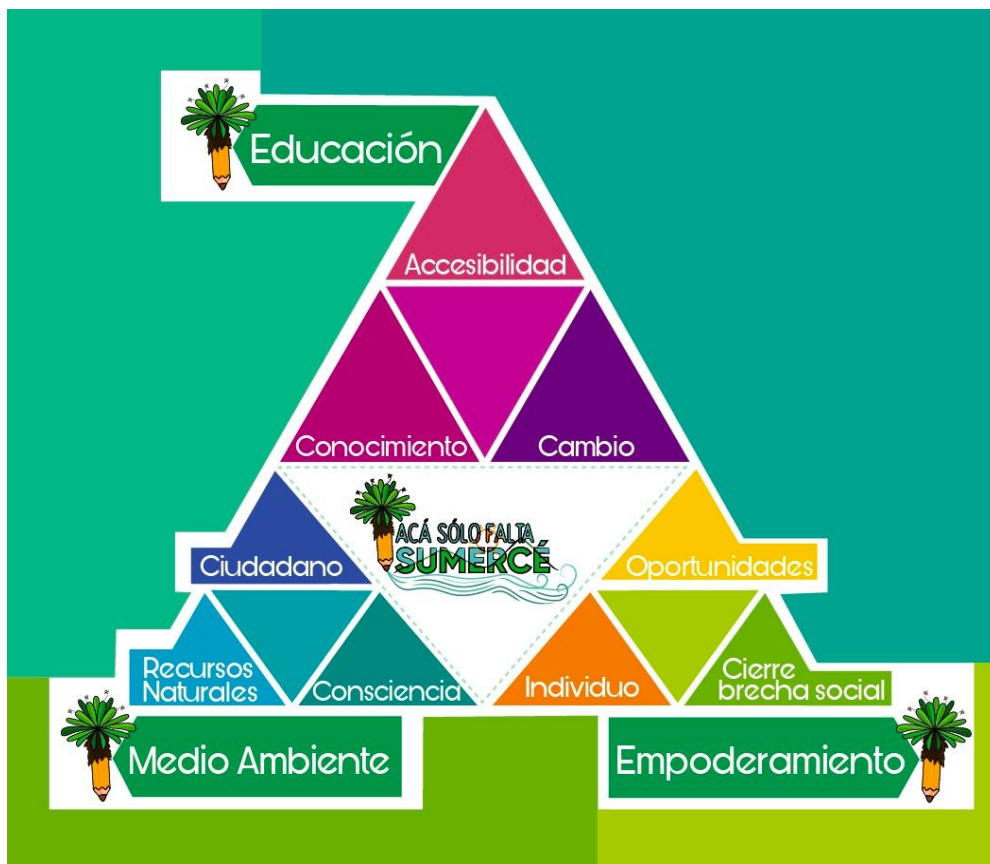 Educación
Accesibilidad
Conocimiento
Cambio
ACÁ SÓLO FALTA
SUMERCÉ
Ciudadano
Oportunidades
Recursos
Naturales
Consciencia
Individuo
Cierre
brecha social
Medio Ambiente
Empoderamiento